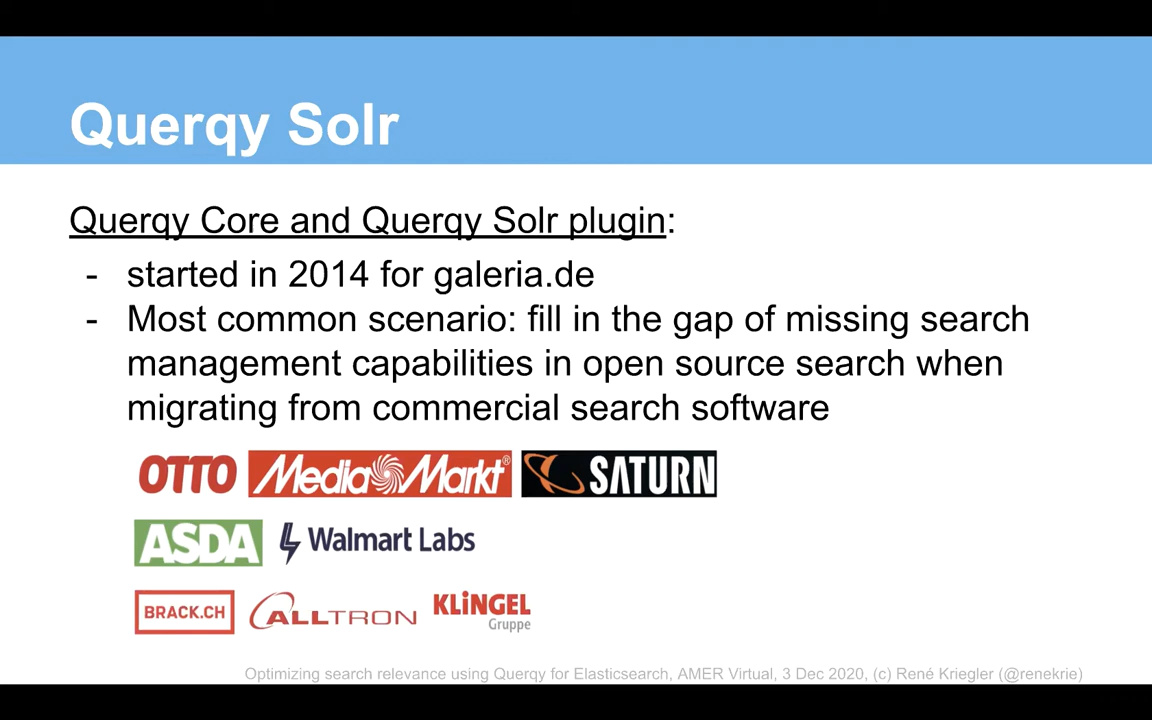 Querqy Solr
Querqy Core and Querqy Solr plugin:
- started in 2014 for galeria.de
- Most common scenario: fill in the gap of missing search
management capabilities in open source search when
migrating from commercial search software
OTTO Media Markt® SATURN
ASDA Walmart Labs
BRACK.CH ALLTRON KLiNGEL
Gruppe
Optimizing search relevance using Querqy for Elasticsearch, AMER Virtual, 3 Dec 2020, (c) René Kriegler (@renekrie)